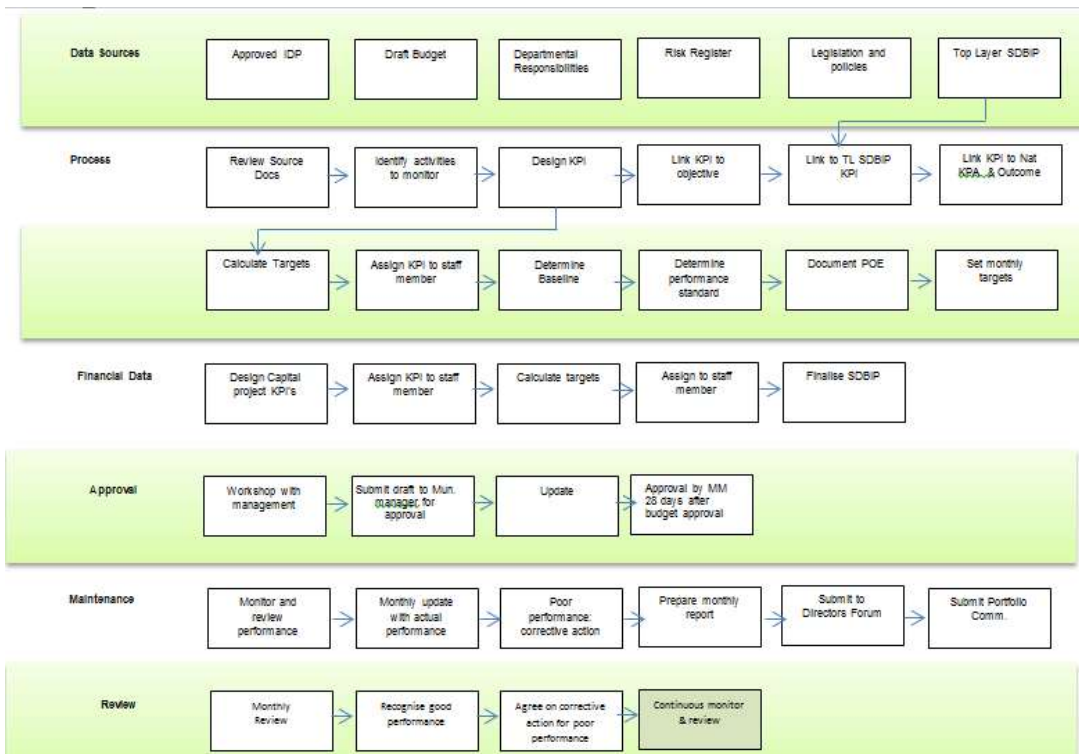 Data Sources
Approved IDP
Draft Budget
Departmental
Responsibilities
Risk Register
Legislation and
policies
Top Layer SDBIP
Process
Review Source
Docs
Identify activities
to monitor
Design KPI
Link KPI to
objective
Link to TL SDBIP
KPI
Link KPI to Nat
KPA & Outcome
Calculate Targets
Assign KPI to staff
member
Determine
Baseline
Determine
performance
standard
Document POE
Set monthly
targets
Financial Data
Design Capital
project KPI's
Assign KPI to staff
member
Calculate targets
Assign to staff
member
Finalise SDBIP
Approval
Workshop with
management
Submit draft to Mun.
manager for
approval
Update
Approval by MM
28 days after
budget approval
Maintenance
Monitor and
review
performance
Monthly update
with actual
performance
Poor
performance:
corrective action
Prepare monthly
report
Submit to
Directors Forum
Submit Portfolio
Comm.
Review
Monthly
Review
Recognise good
performance
Agree on corrective
action for poor
performance
Continuous monitor
& review